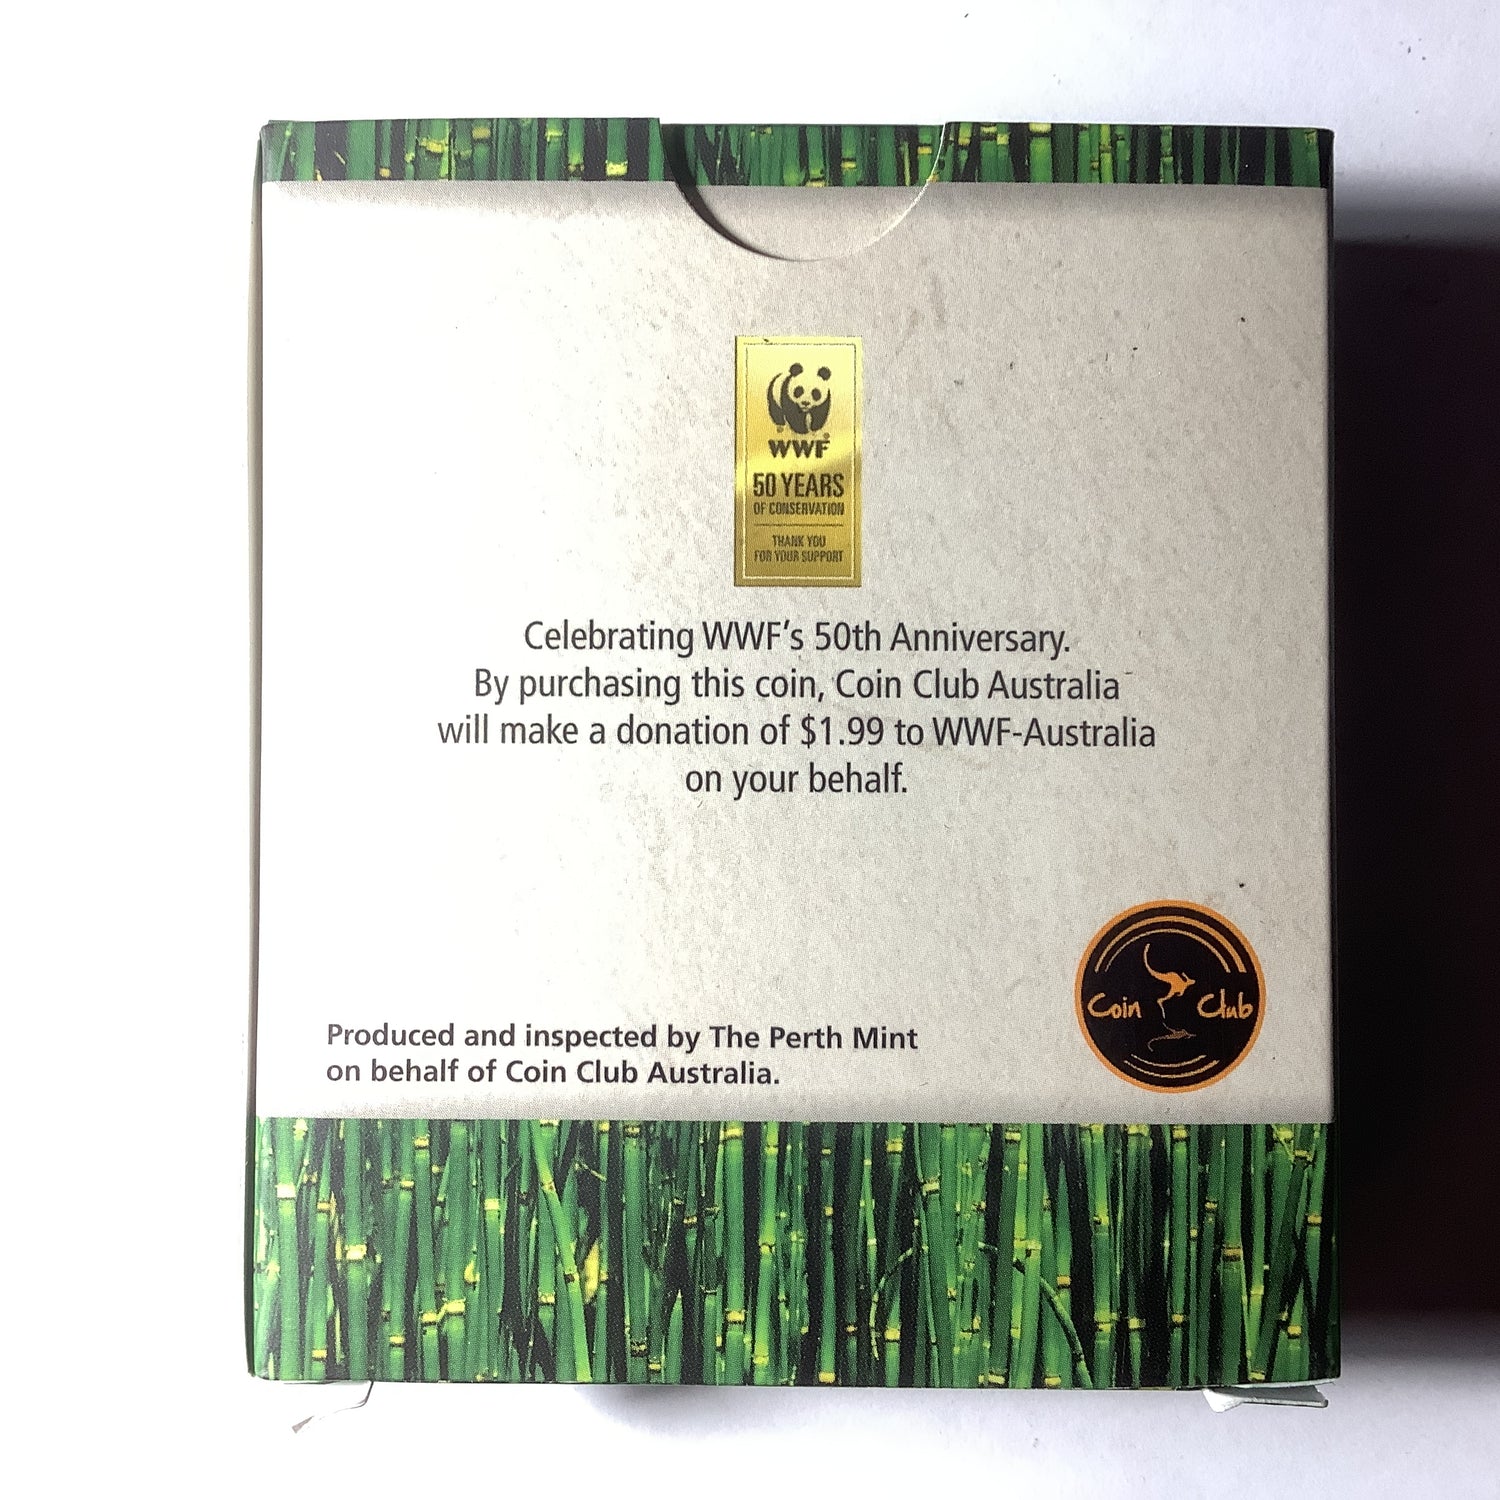 WWF
50 YEARS
OF CONSERVATION
THANK YOU
FOR YOUR SUPPORT
Celebrating WWF's 50th Anniversary.
By purchasing this coin, Coin Club Australia
will make a donation of $1.99 to WWF-Australia
on your behalf.
Coin Club
Produced and inspected by The Perth Mint
on behalf of Coin Club Australia.